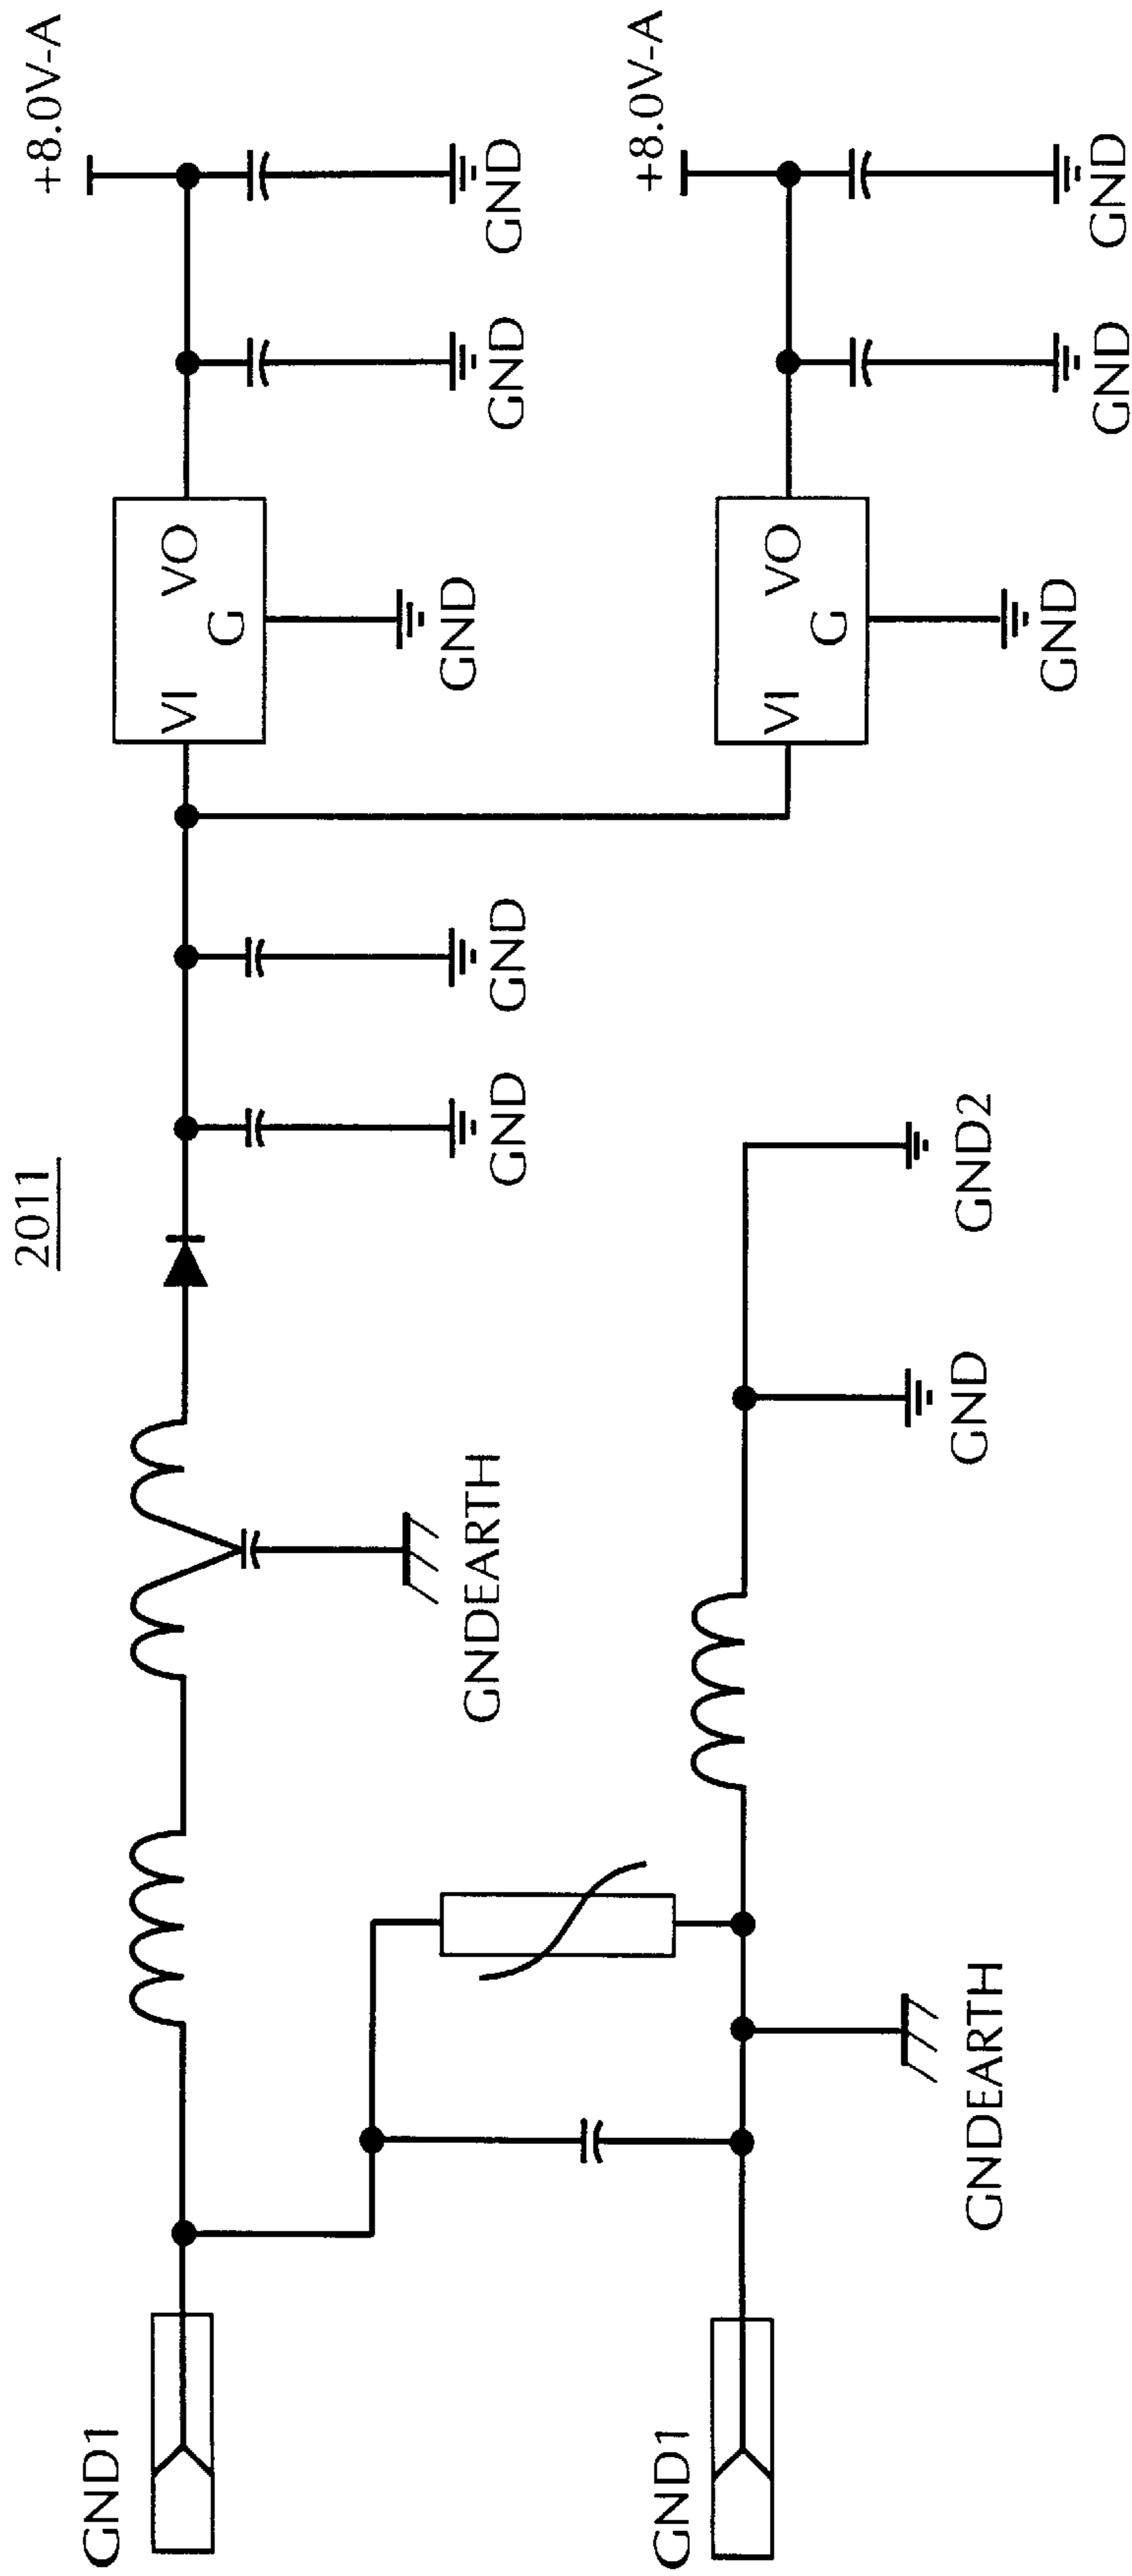 2011
+8.0V-A
GND1
VI
VO
G
GND
GNDEARTH
GND
GND
GND
GND
+8.0V-A
GND1
VI
VO
G
GNDEARTH
GND
GND2
GND
GND
GND